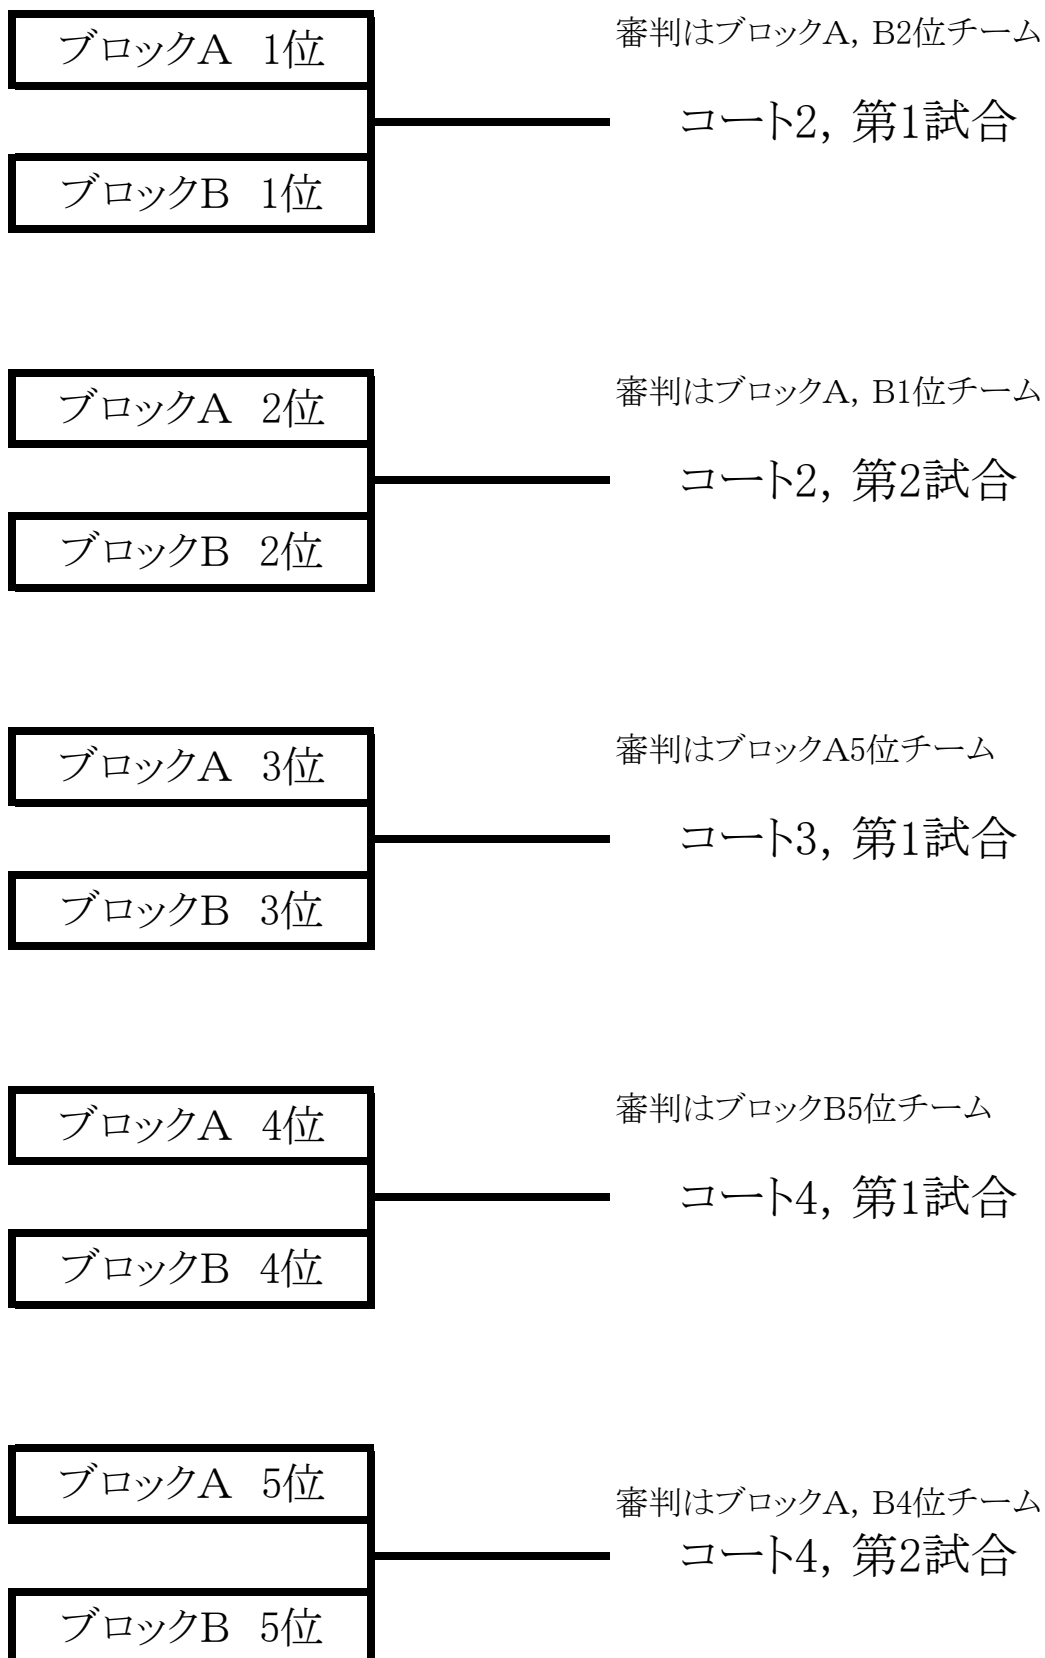 ブロックA　1位
審判はブロックA, B2位チーム
コート2, 第1試合
ブロックB　1位
ブロックA　2位
審判はブロックA, B1位チーム
コート2, 第2試合
ブロックB　2位
ブロックA　3位
審判はブロックA5位チーム
コート3, 第1試合
ブロックB　3位
ブロックA　4位
審判はブロックB5位チーム
コート4, 第1試合
ブロックB　4位
ブロックA　5位
審判はブロックA, B4位チーム
コート4, 第2試合
ブロックB　5位